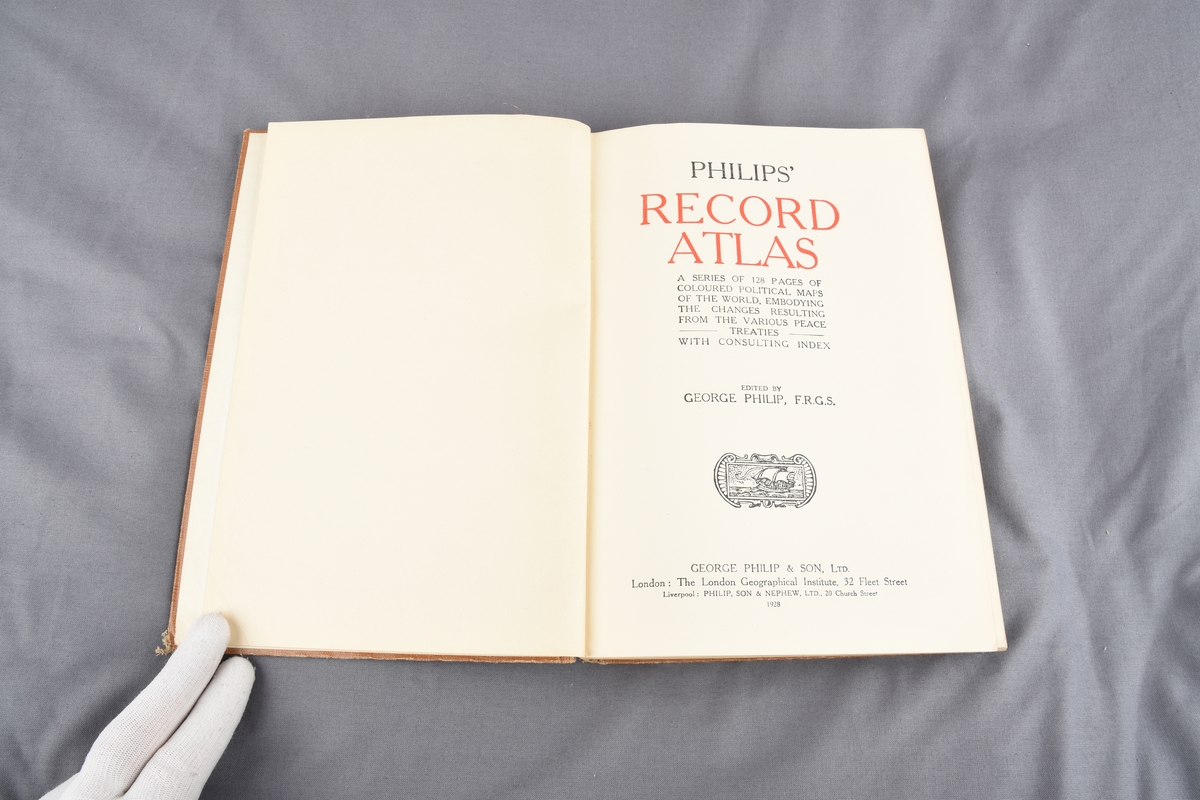 PHILIPS'
RECORD
ATLAS
A SERIES OF 128 PAGES OF
COLOURED POLITICAL MAPS
OF THE WORLD, EMBODYING
THE CHANGES RESULTING
FROM THE VARIOUS PEACE
TREATIES
WITH CONSULTING INDEX
EDITED BY
GEORGE PHILIP, F.R.G.S.
GEORGE PHILIP & SON, LTD.
London : The London Geographical Institute, 32 Fleet Street
Liverpool : PHILIP, SON & NEPHEW, LTD., 20 Church Street
1928